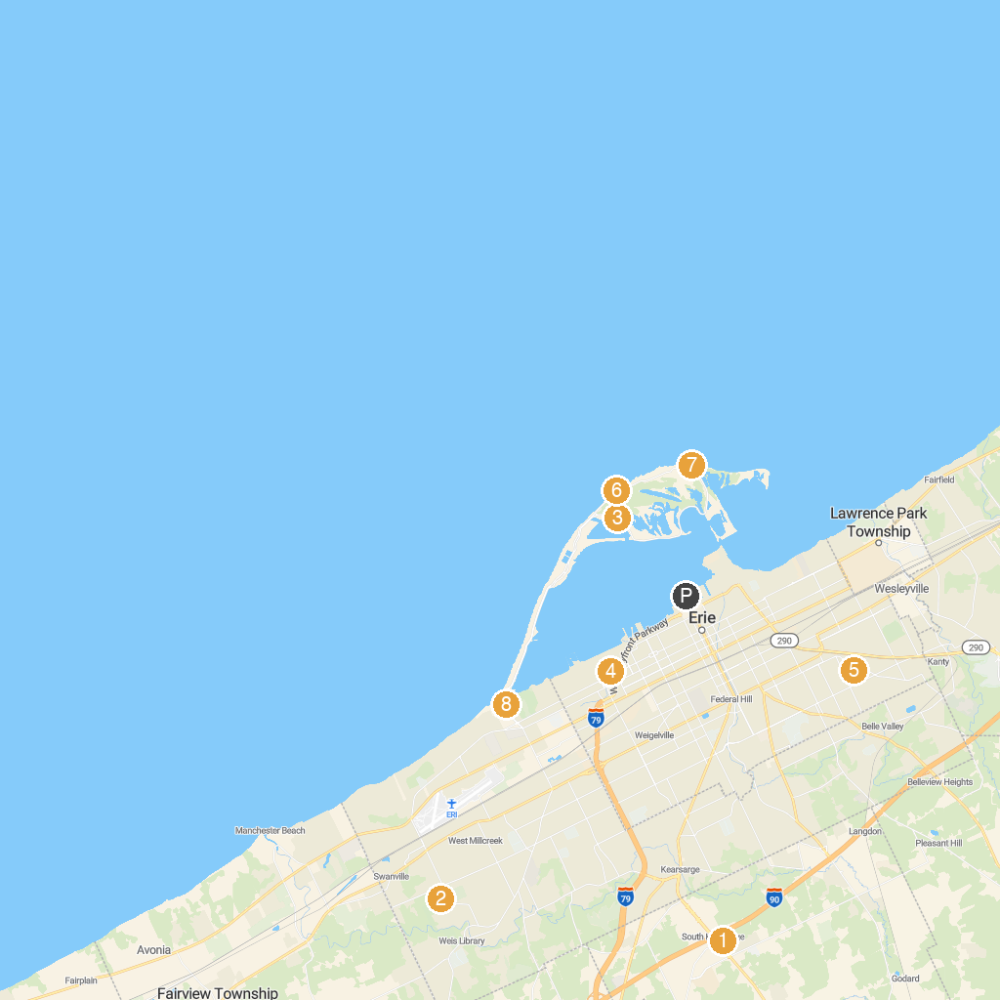 7
6
3
Fairfield
Lawrence Park
Township
P
Wesleyville
Erie
290
290
4
5
Kanty
8
Federal Hill
79
Weigelville
Belle Valley
Belleview Heights
ERI
Manchester Beach
West Millcreek
Langdon
Pleasant Hill
Swanville
Kearsarge
2
79
90
Weis Library
1
Avonia
Fairplain
Godard
Fairview Township